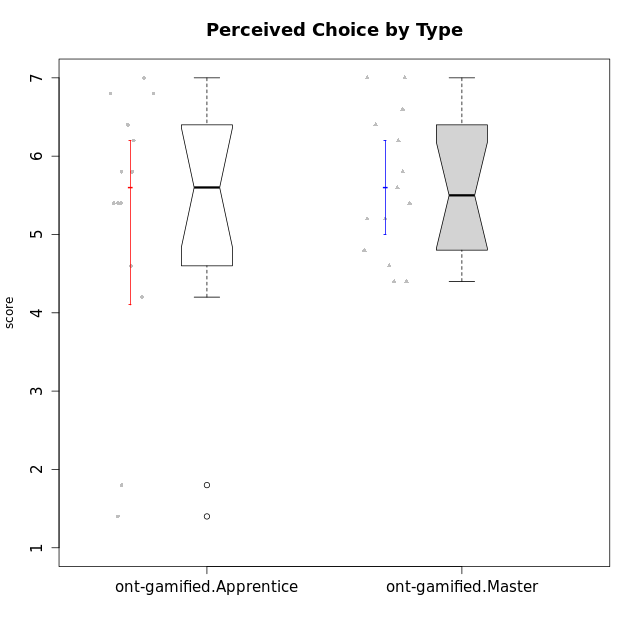 Perceived Choice by Type
score
7
6
5
4
3
2
1
ont-gamified.Apprentice
ont-gamified.Master